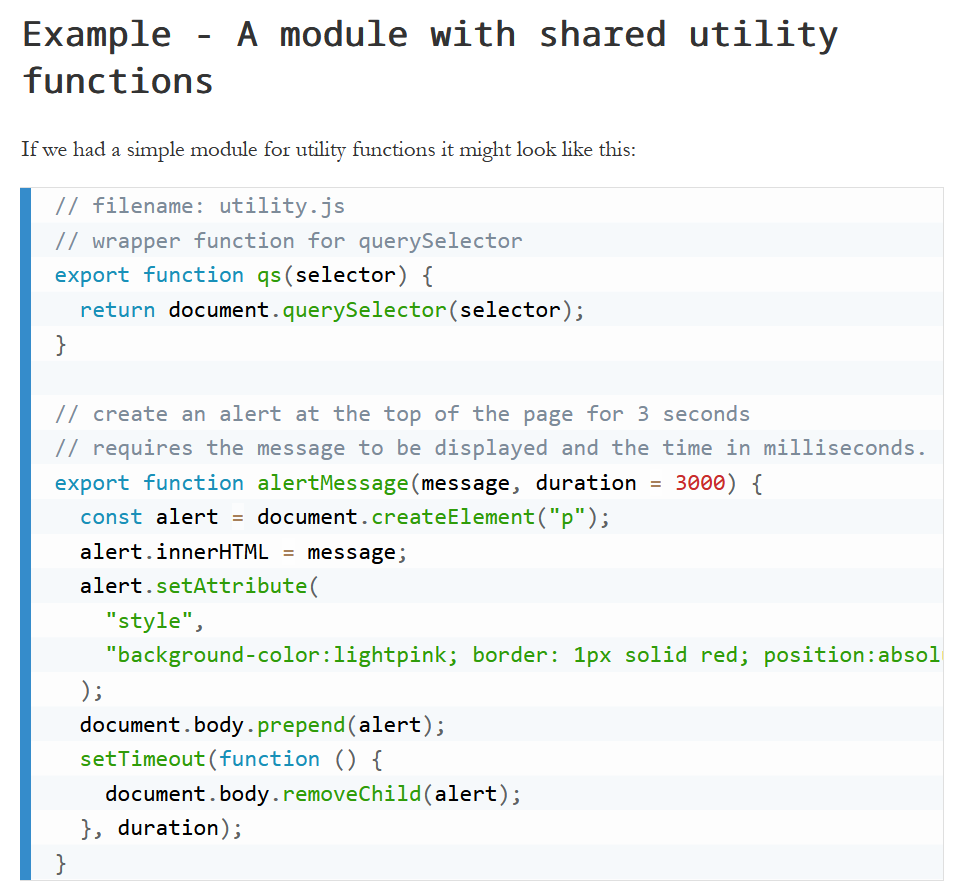 Example - A module with shared utility
functions
If we had a simple module for utility functions it might look like this:
// filename: utility.js
// wrapper function for querySelector
export function qs(selector) {
  return document.querySelector(selector);
}
// create an alert at the top of the page for 3 seconds
// requires the message to be displayed and the time in milliseconds.
export function alertMessage(message, duration = 3000) {
  const alert = document.createElement("p");
  alert.innerHTML = message;
  alert.setAttribute(
    "style",
    "background-color:lightpink; border: 1px solid red; position:absol
  );
  document.body.prepend(alert);
  setTimeout(function () {
    document.body.removeChild(alert);
  }, duration);
}